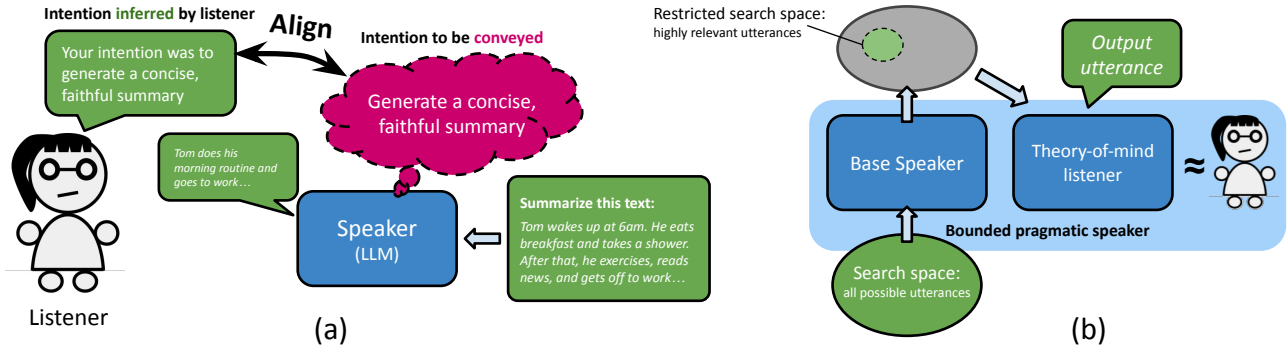 Intention inferred by listener
Your intention was to
generate a concise,
faithful summary
Align
Intention to be conveyed
Generate a concise,
faithful summary
Tom does his
morning routine and
goes to work…
Speaker
(LLM)
Summarize this text:
Tom wakes up at 6am. He eats
breakfast and takes a shower.
After that, he exercises, reads
news, and gets off to work…
Listener
(a)
Restricted search space:
highly relevant utterances
Output
utterance
Base Speaker
Theory-of-mind
listener
≈
Bounded pragmatic speaker
Search space:
all possible utterances
(b)